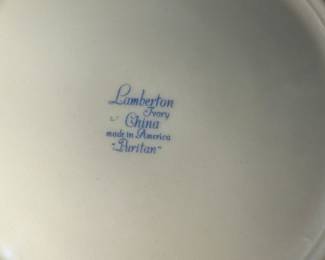 Lamberton
Ivory
China
made in America
"Puritan"